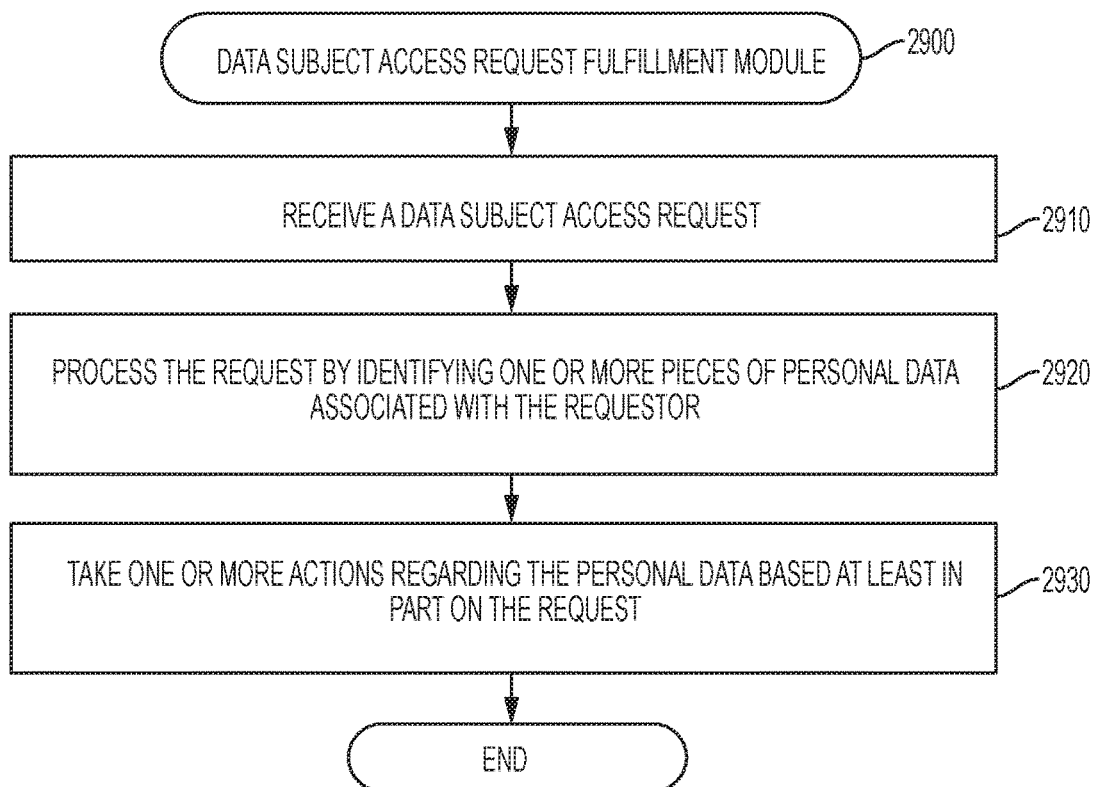 DATA SUBJECT ACCESS REQUEST FULFILLMENT MODULE
2900
RECEIVE A DATA SUBJECT ACCESS REQUEST
2910
PROCESS THE REQUEST BY IDENTIFYING ONE OR MORE PIECES OF PERSONAL DATA
ASSOCIATED WITH THE REQUESTOR
2920
TAKE ONE OR MORE ACTIONS REGARDING THE PERSONAL DATA BASED AT LEAST IN
PART ON THE REQUEST
2930
END